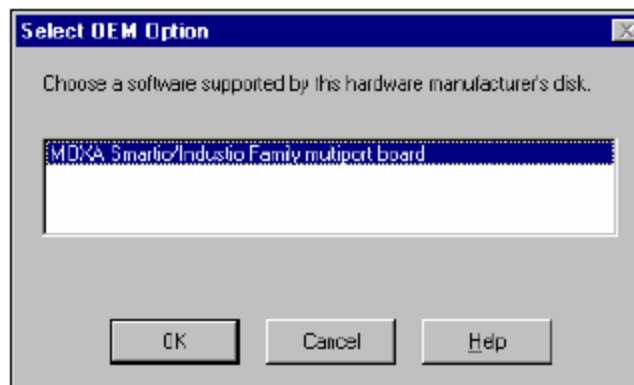 Select OEM Option
Choose a software supported by this hardware manufacturer's disk.
MOXA Smartio/Industio Family multiport board
OK
Cancel
Help